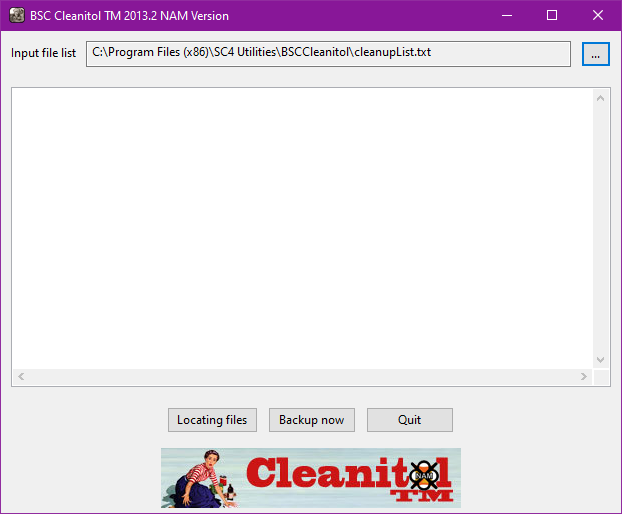 BSC Cleanitol TM 2013.2 NAM Version
Input file list C:\Program Files (x86)\SC4 Utilities\BSCCleanitol\cleanupList.txt ...
Locating files Backup now Quit
Cleanitol
NAM
TM